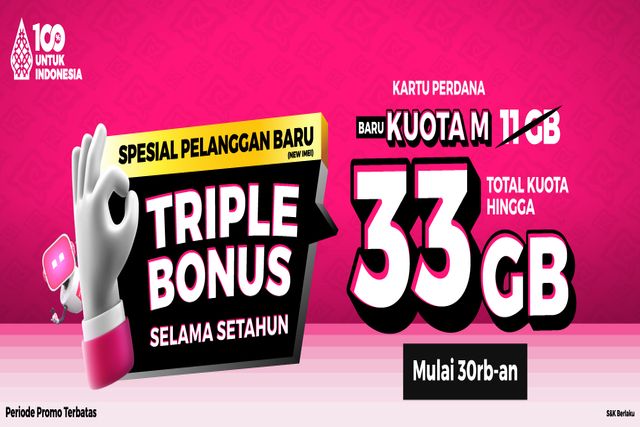 100%
UNTUK
INDONESIA
SPESIAL PELANGGAN BARU
(NEW IMEI)
TRIPLE
BONUS
SELAMA SETAHUN
KARTU PERDANA
BARU KUOTA M 11 GB
33 GB
TOTAL KUOTA
HINGGA
Mulai 30rb-an
Periode Promo Terbatas
S&K Berlaku